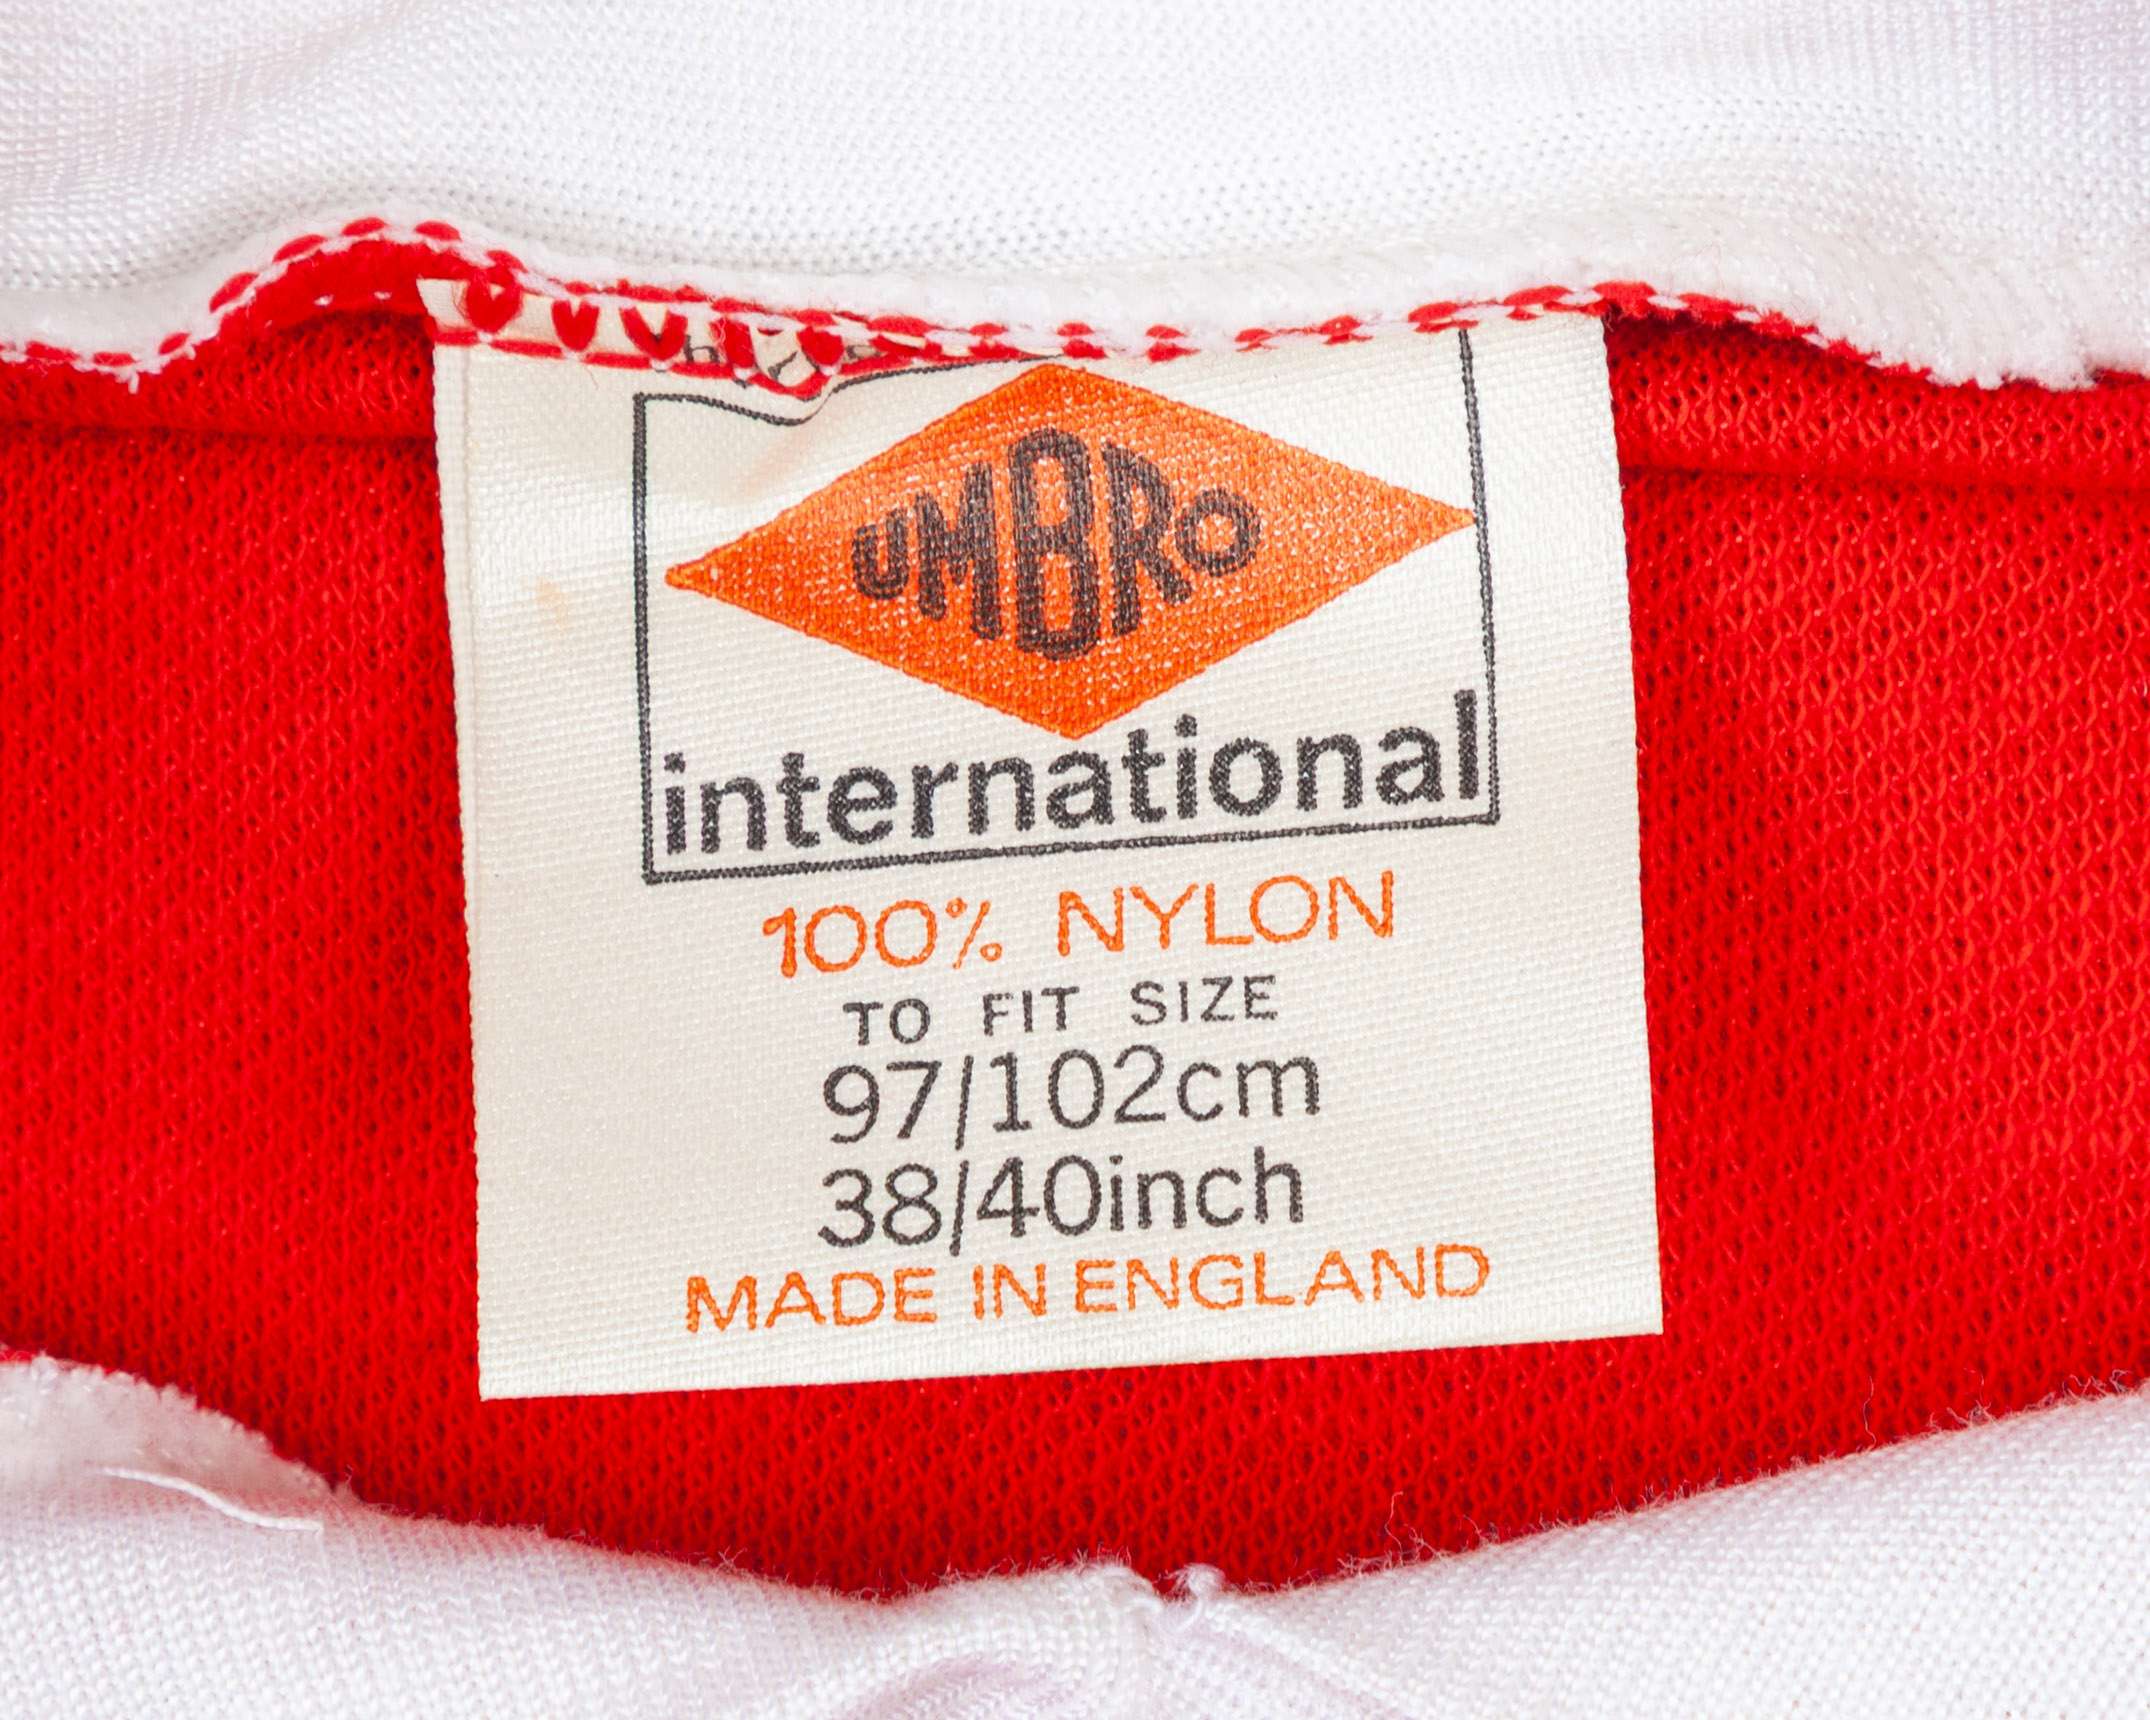 UMBRO
international
100% NYLON
TO FIT SIZE
97/102cm
38/40inch
MADE IN ENGLAND